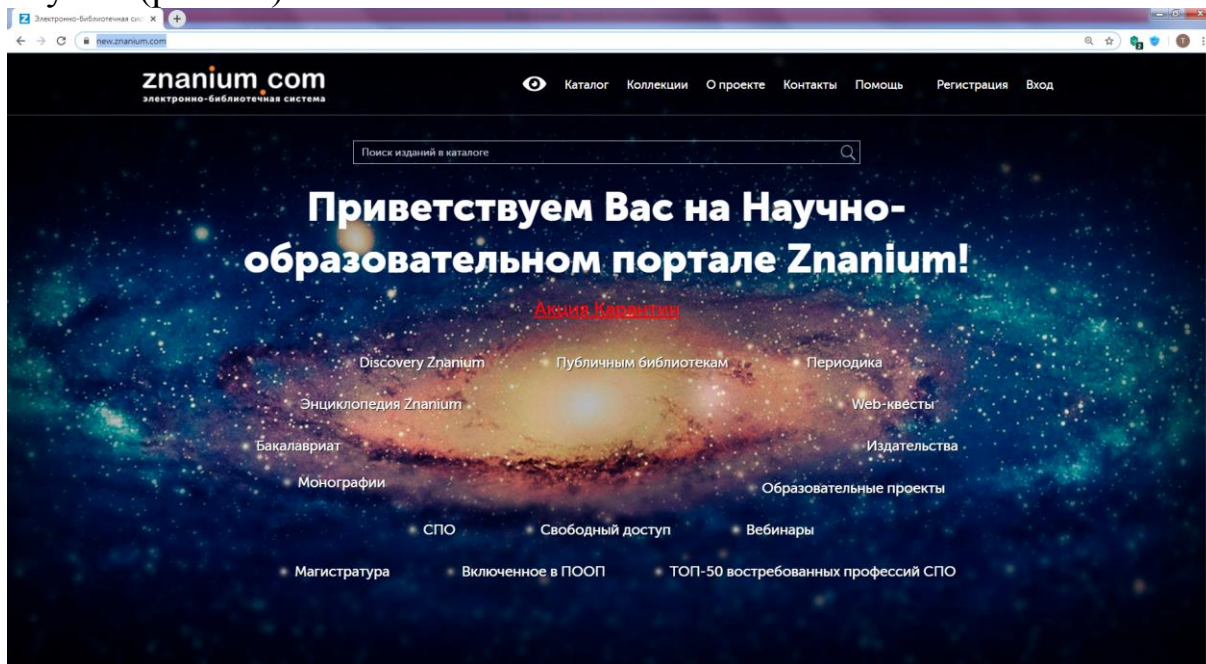 Электронно-библиотечная сис
new.znanium.com
znanium.com
электронно-библиотечная система
Каталог Коллекции О проекте Контакты Помощь Регистрация Вход
Поиск изданий в каталоге
Приветствуем Вас на Научно-
образовательном портале Znanium!
Акция Карантин
Discovery Znanium Публичным библиотекам Периодика
Энциклопедия Znanium Web-квесты
Бакалавриат Издательства
Монографии Образовательные проекты
СПО Свободный доступ Вебинары
Магистратура Включенное в ПООП ТОП-50 востребованных профессий СПО